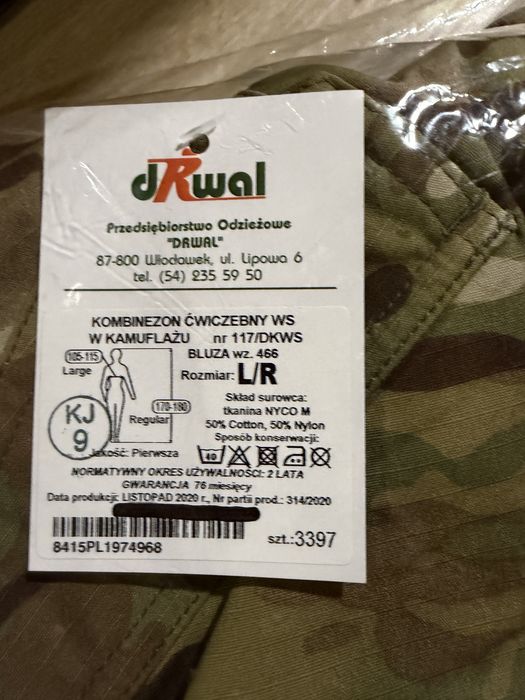 dRwal
Przedsiębiorstwo Odzieżowe
"DRWAL"
87-800 Włocławek, ul. Lipowa 6
tel. (54) 235 59 50
KOMBINEZON ĆWICZEBNY WS
W KAMUFLAŻU nr 117/DKWS
BLUZA wz. 466
105-115
Large
Rozmiar: L/R
170-180
Regular
KJ
9
Skład surowca:
tkanina NYCO M
50% Cotton, 50% Nylon
Sposób konserwacji:
40
Jakość: Pierwsza
NORMATYWNY OKRES UŻYWALNOŚCI: 2 LATA
GWARANCJA 76 miesięcy
Data produkcji: LISTOPAD 2020 r., Nr partii prod.: 314/2020
8415PL1974968
szt.:3397